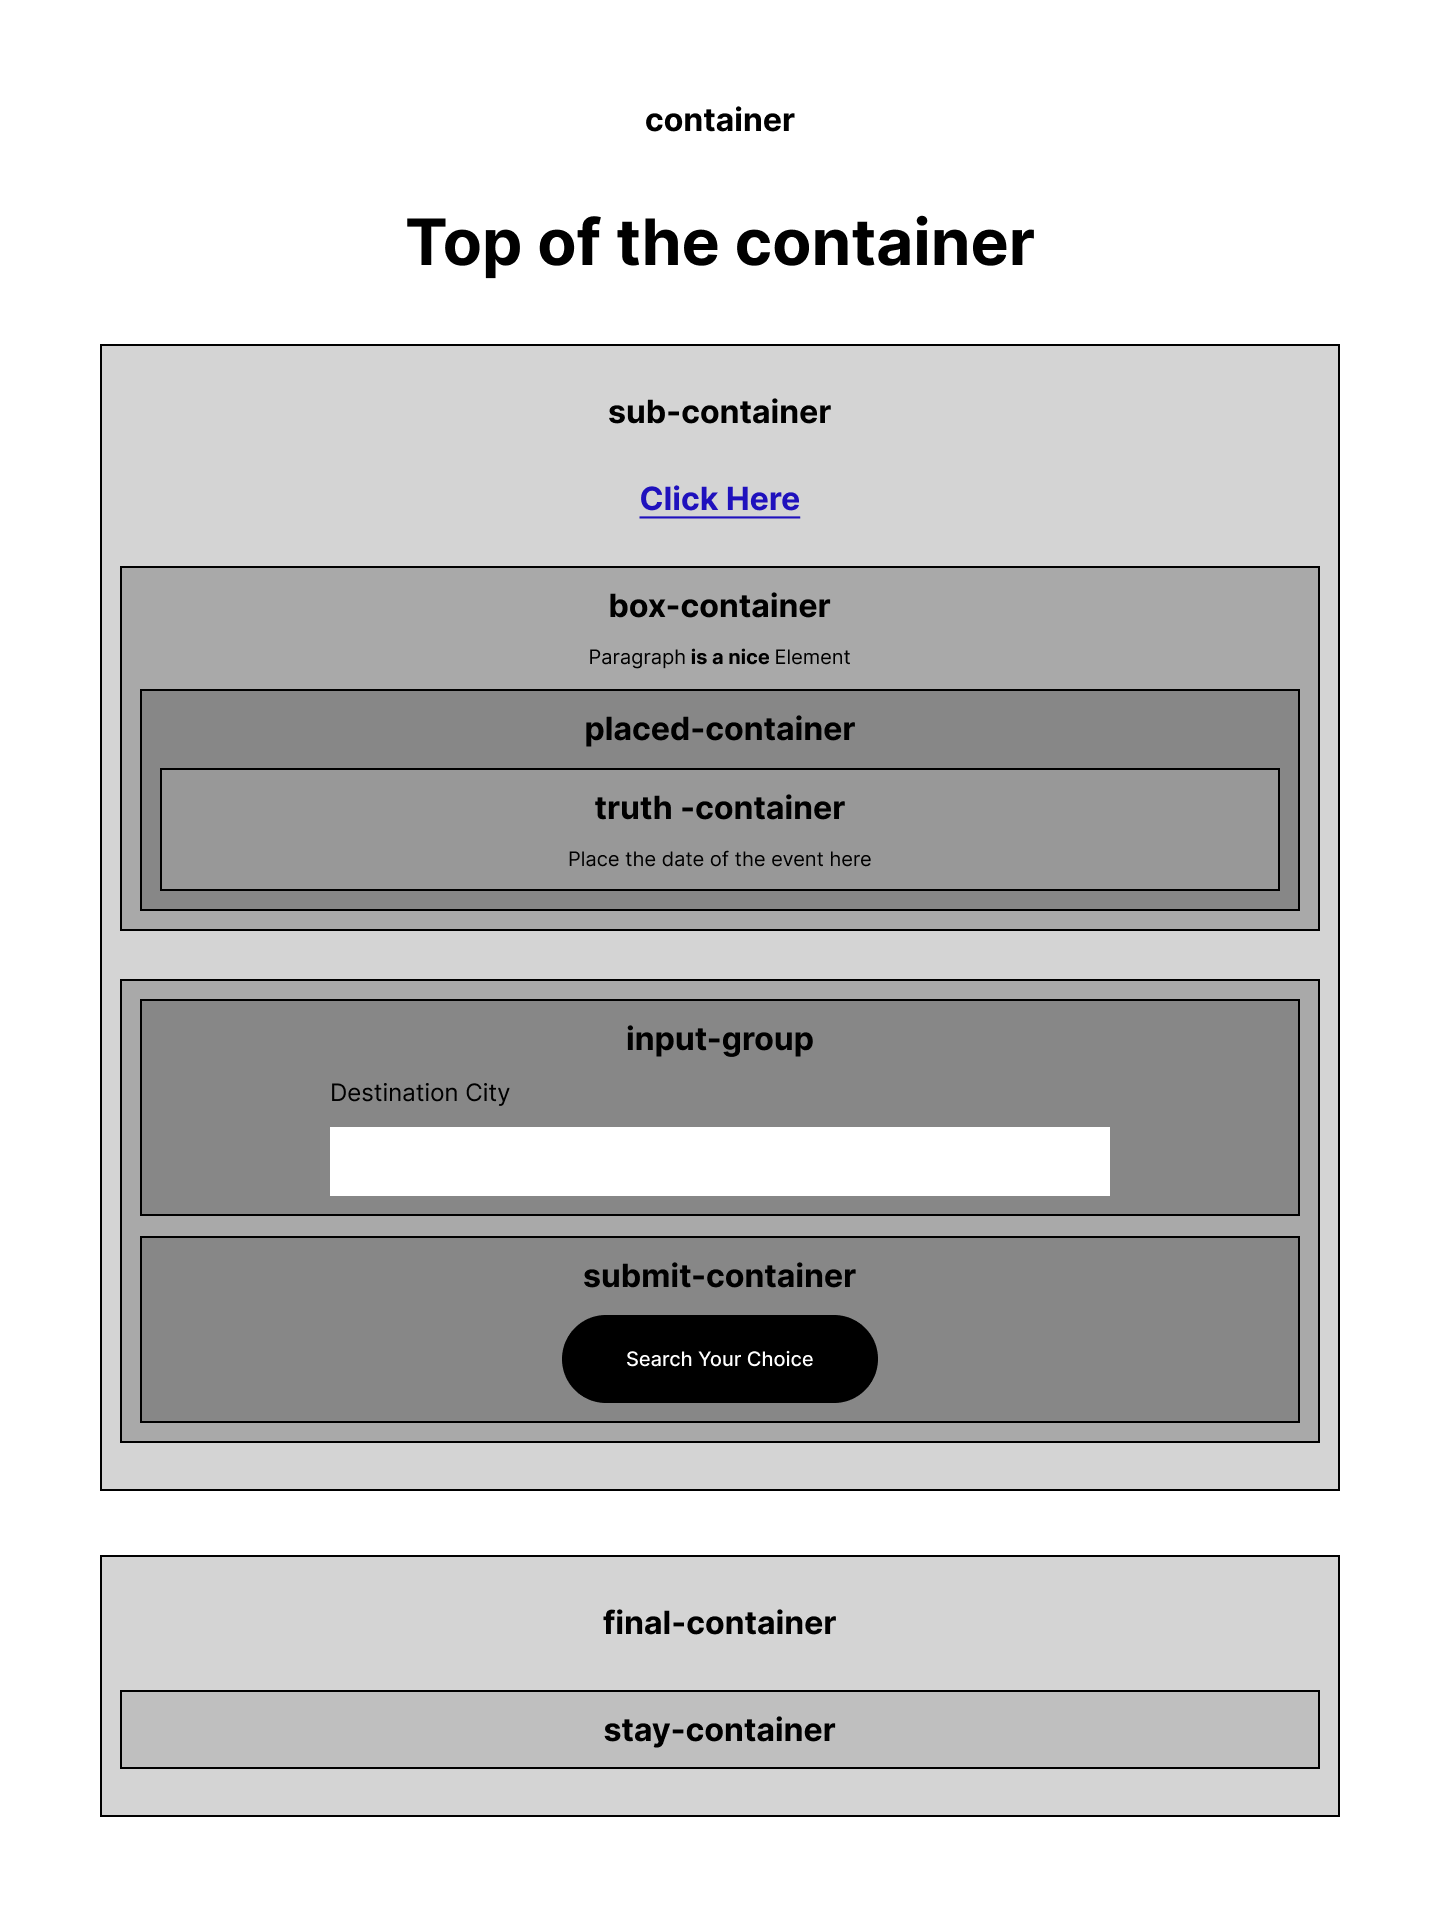 container
Top of the container
sub-container
Click Here
box-container
Paragraph is a nice Element
placed-container
truth -container
Place the date of the event here
input-group
Destination City
submit-container
Search Your Choice
final-container
stay-container